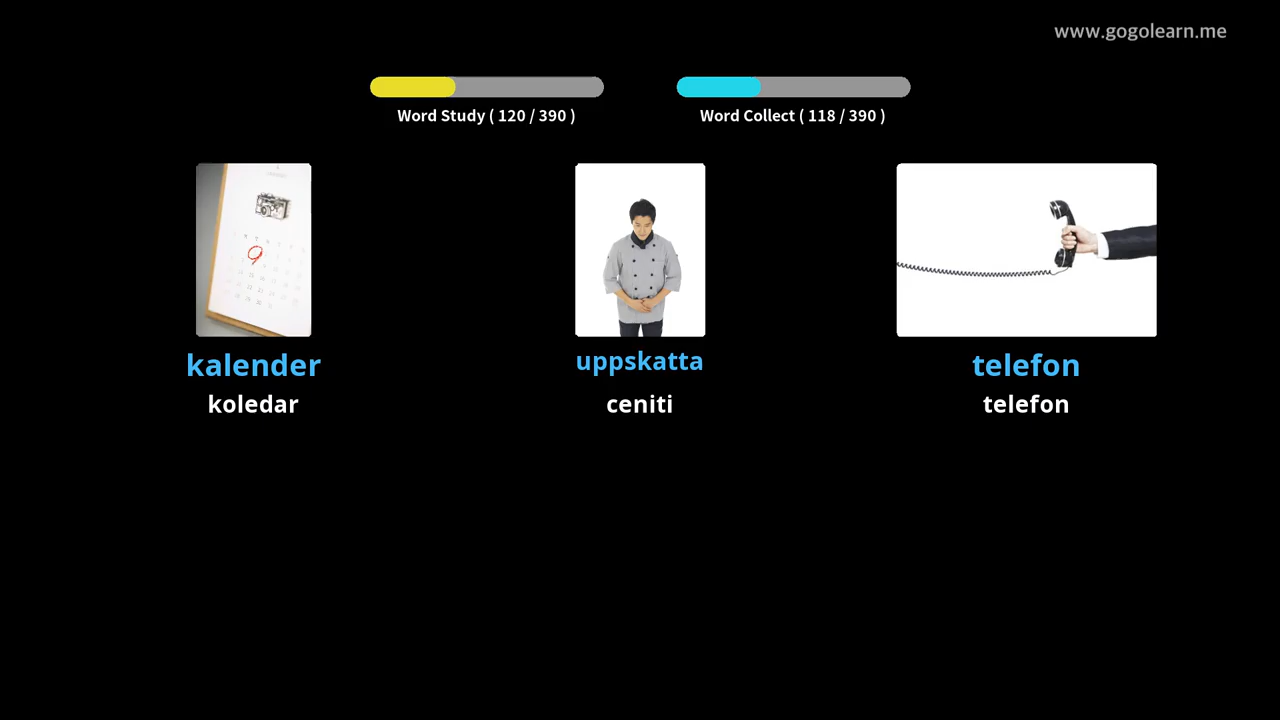 www.gogolearn.me
Word Study ( 120 / 390 )
Word Collect ( 118 / 390 )
kalender
koledar
uppskatta
ceniti
telefon
telefon